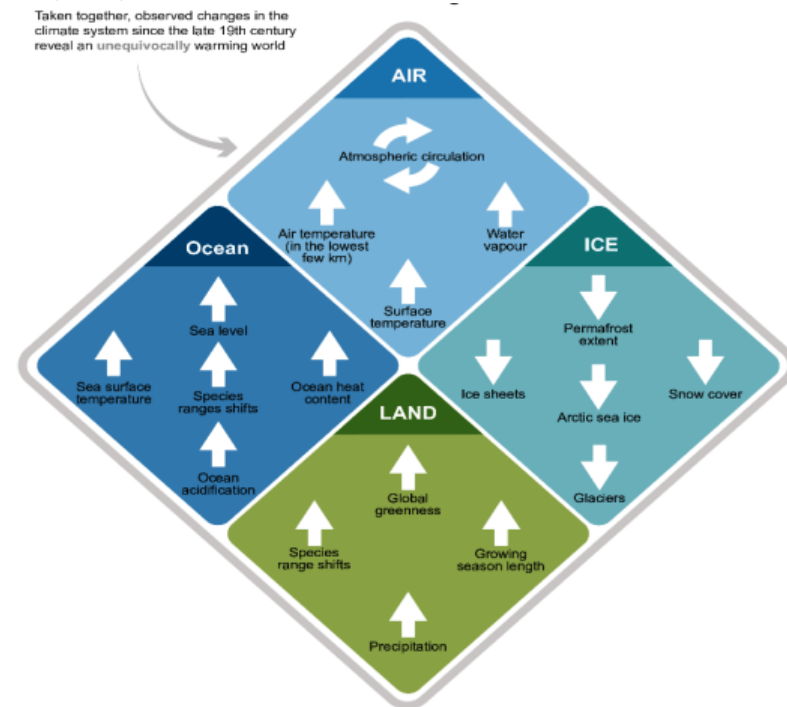 Taken together, observed changes in the
climate system since the late 19th century
reveal an unequivocally warming world
AIR
Atmospheric circulation
Air temperature
(in the lowest
few km)
Water
vapour
Surface
temperature
Ocean
Sea level
Sea surface
temperature
Species
ranges shifts
Ocean heat
content
Ocean
acidification
ICE
Permafrost
extent
Ice sheets
Snow cover
Arctic sea ice
Glaciers
LAND
Global
greenness
Species
range shifts
Growing
season length
Precipitation